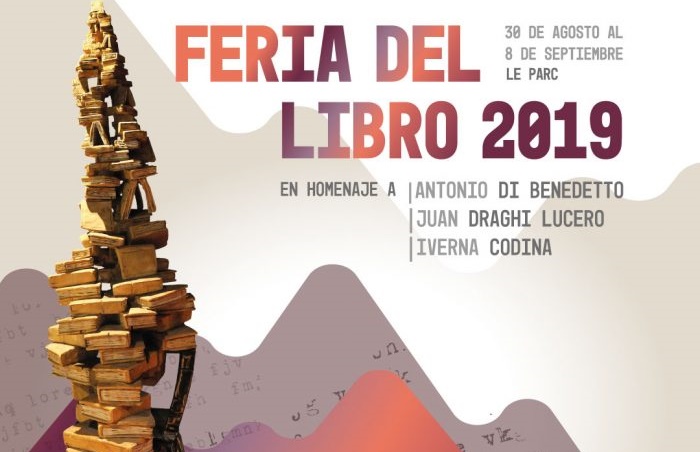 FERIA DEL
LIBRO 2019
30 DE AGOSTO AL
8 DE SEPTIEMBRE
LE PARC
EN HOMENAJE A |ANTONIO DI BENEDETTO
|JUAN DRAGHI LUCERO
|IVERNA CODINA